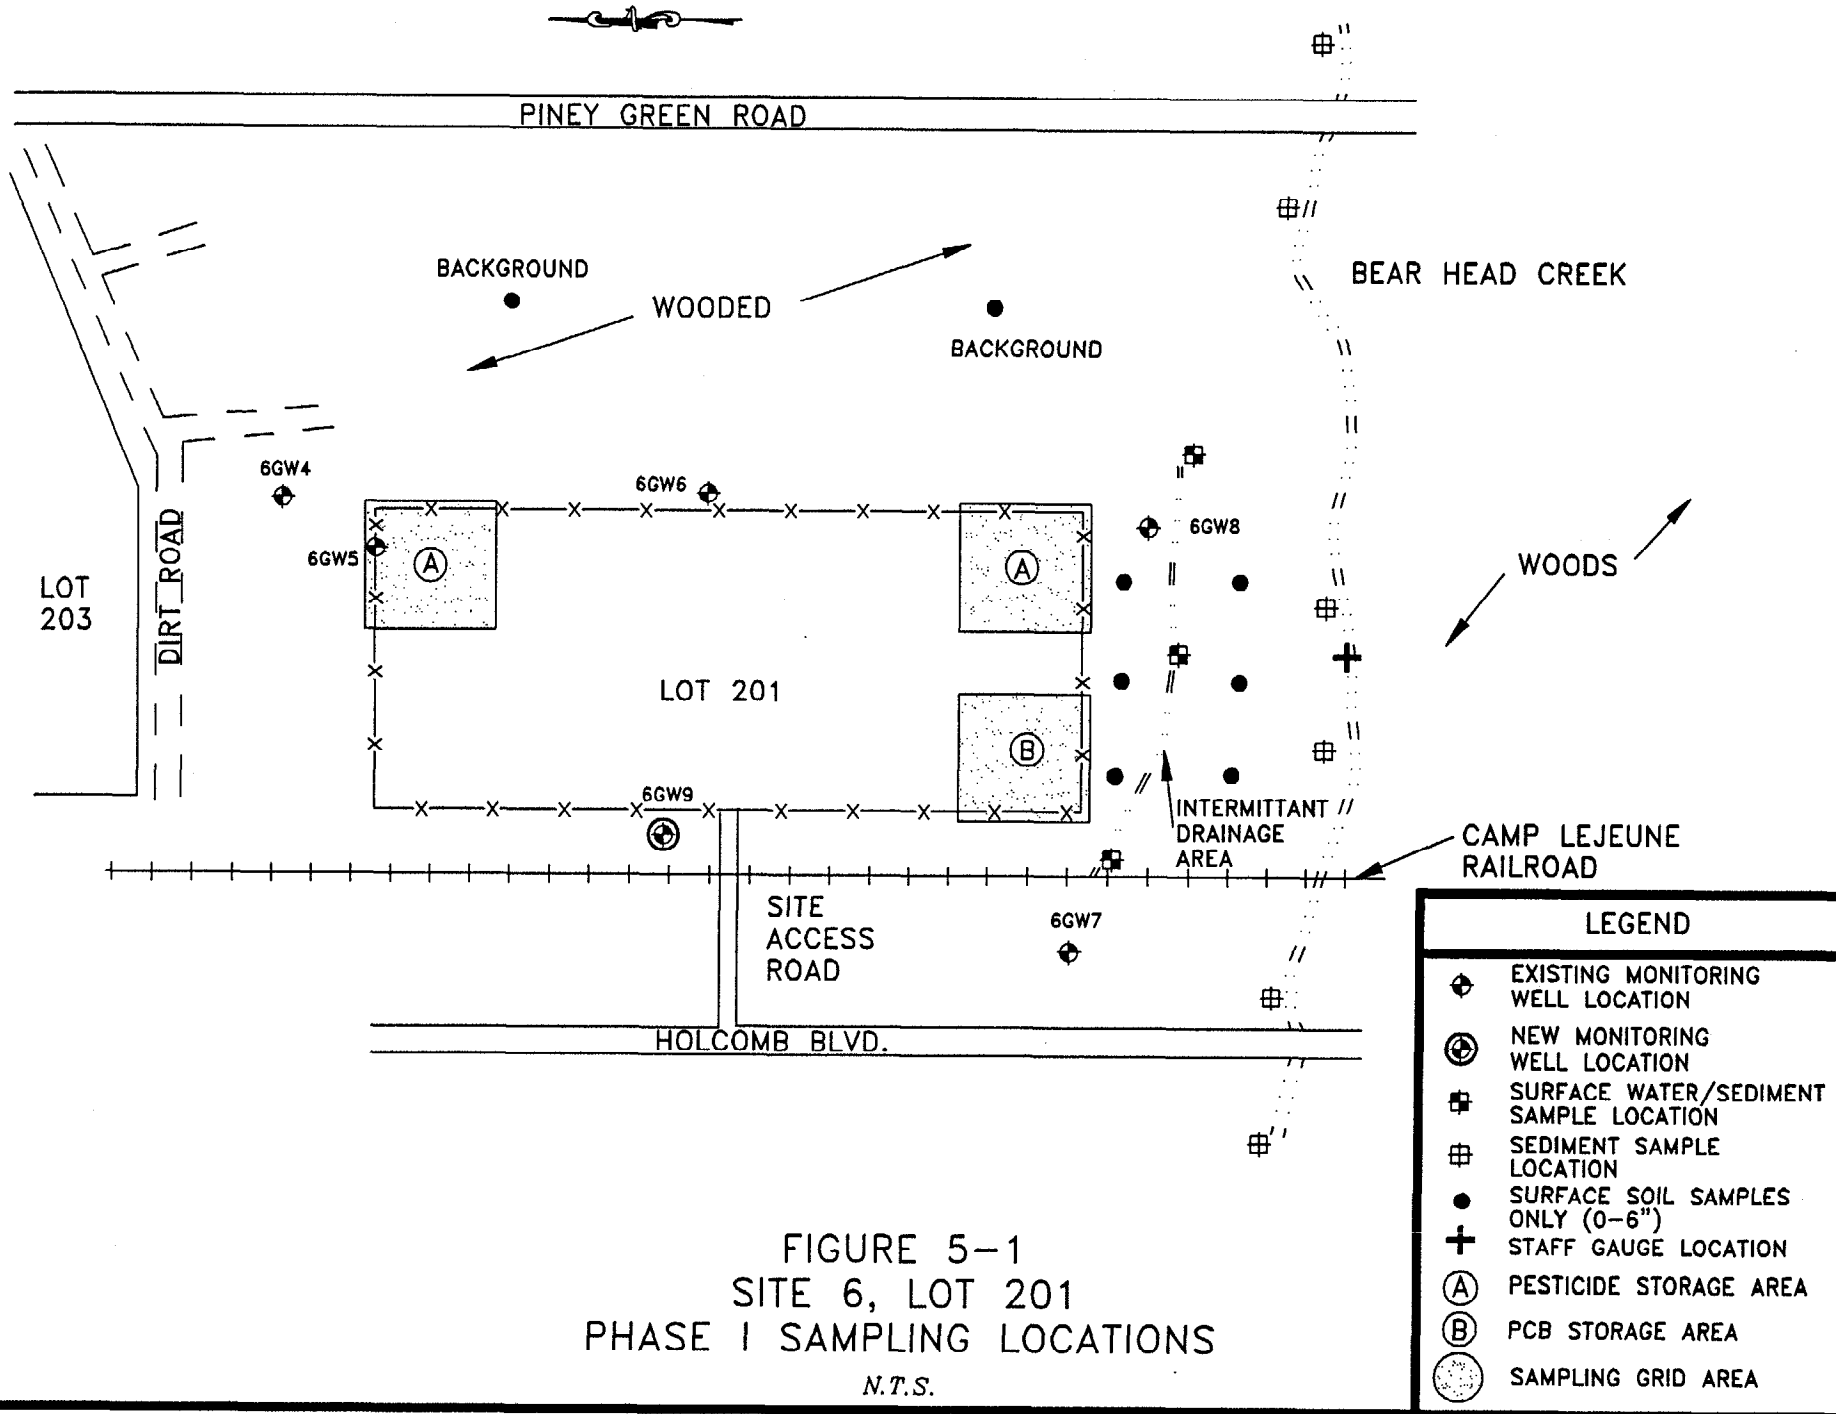 PINEY GREEN ROAD
BACKGROUND
WOODED
BACKGROUND
BEAR HEAD CREEK
6GW4
6GW6
6GW5
A
A
6GW8
WOODS
LOT
203
DIRT ROAD
LOT 201
B
6GW9
INTERMITTANT
DRAINAGE
AREA
CAMP LEJEUNE
RAILROAD
SITE
ACCESS
ROAD
6GW7
HOLCOMB BLVD.
LEGEND
EXISTING MONITORING
WELL LOCATION
NEW MONITORING
WELL LOCATION
SURFACE WATER/SEDIMENT
SAMPLE LOCATION
SEDIMENT SAMPLE
LOCATION
SURFACE SOIL SAMPLES
ONLY (0-6")
STAFF GAUGE LOCATION
A PESTICIDE STORAGE AREA
B PCB STORAGE AREA
SAMPLING GRID AREA
FIGURE 5-1
SITE 6, LOT 201
PHASE I SAMPLING LOCATIONS
N.T.S.